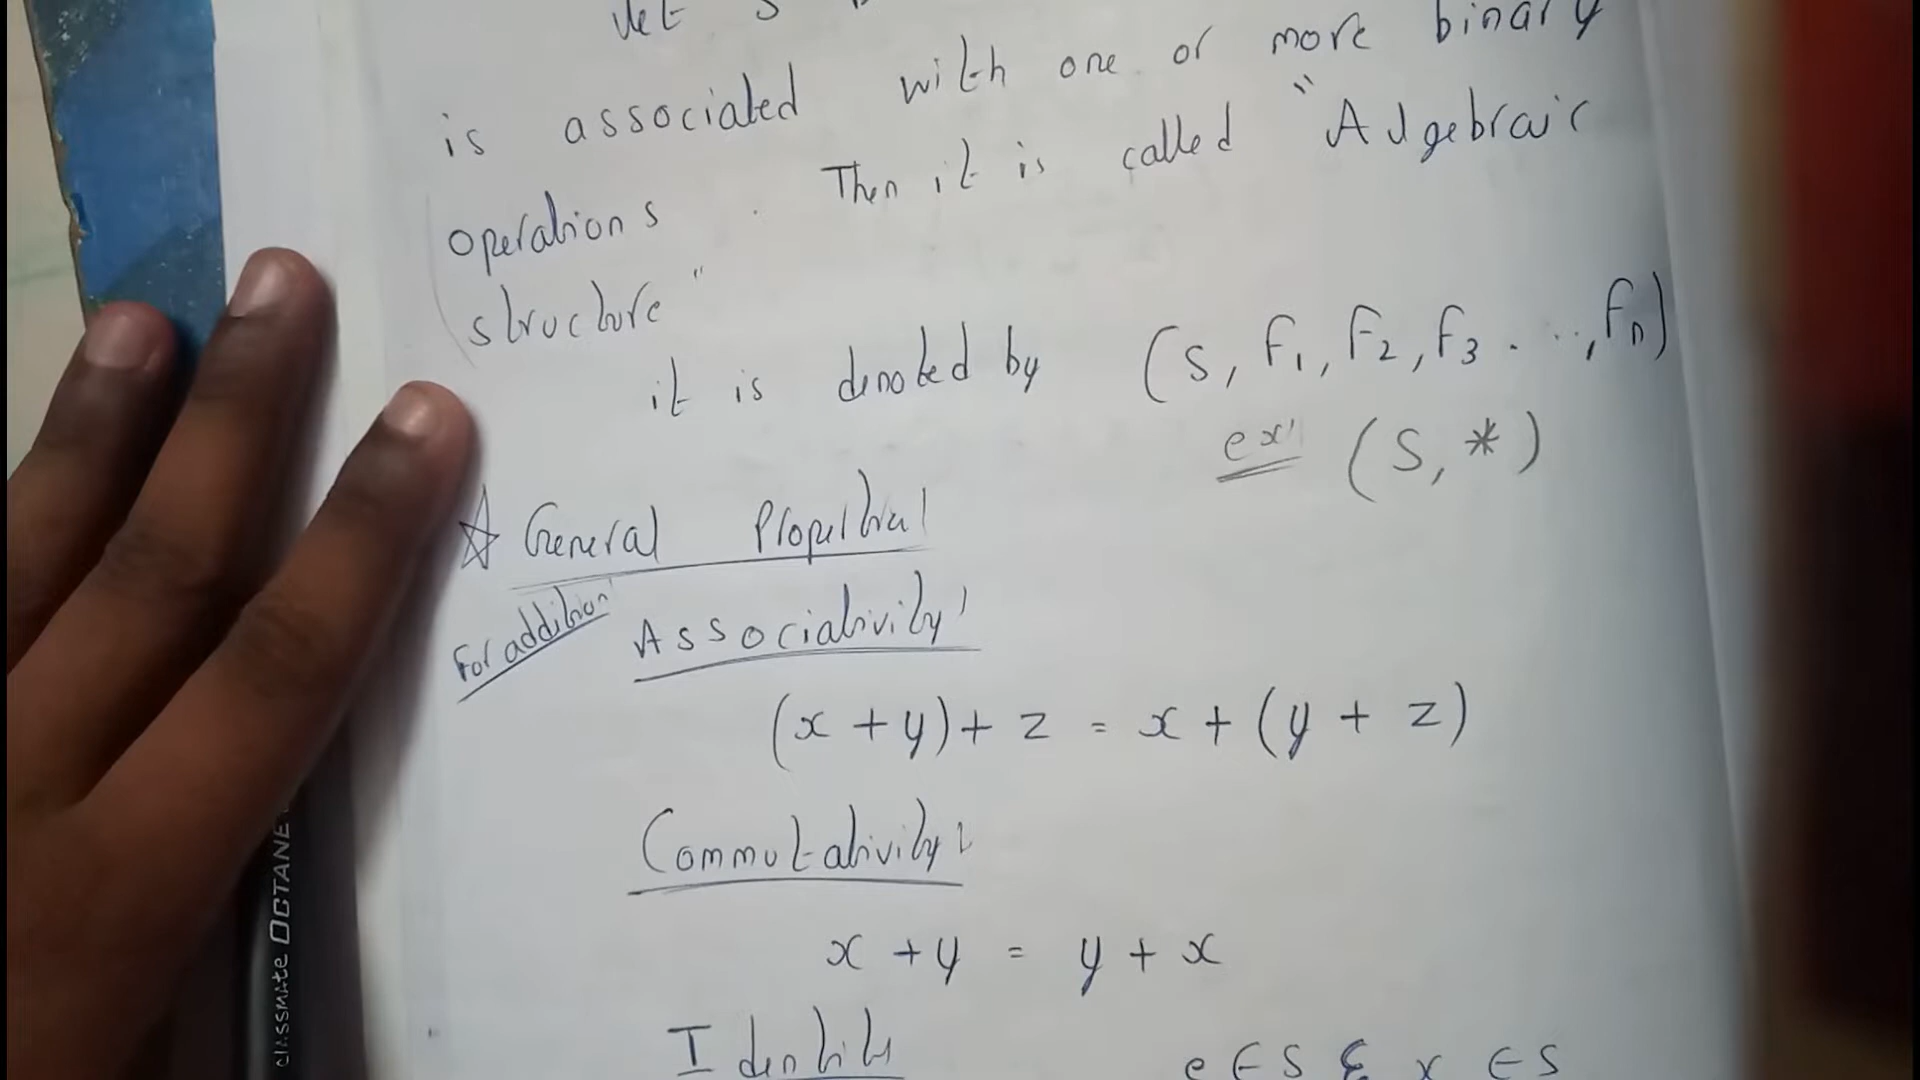 Let S
is associated with one or more binary
operations. Then it is called "Algebraic
structure"
it is denoted by (S, F1, F2, F3 . . . , Fn)
ex: (S, *)
☆ General Properties
For addition: Associativity:
(x + y) + z = x + (y + z)
Commutativity:
x + y = y + x
Identity e ∈ S & x ∈ S
classmate OCTANE